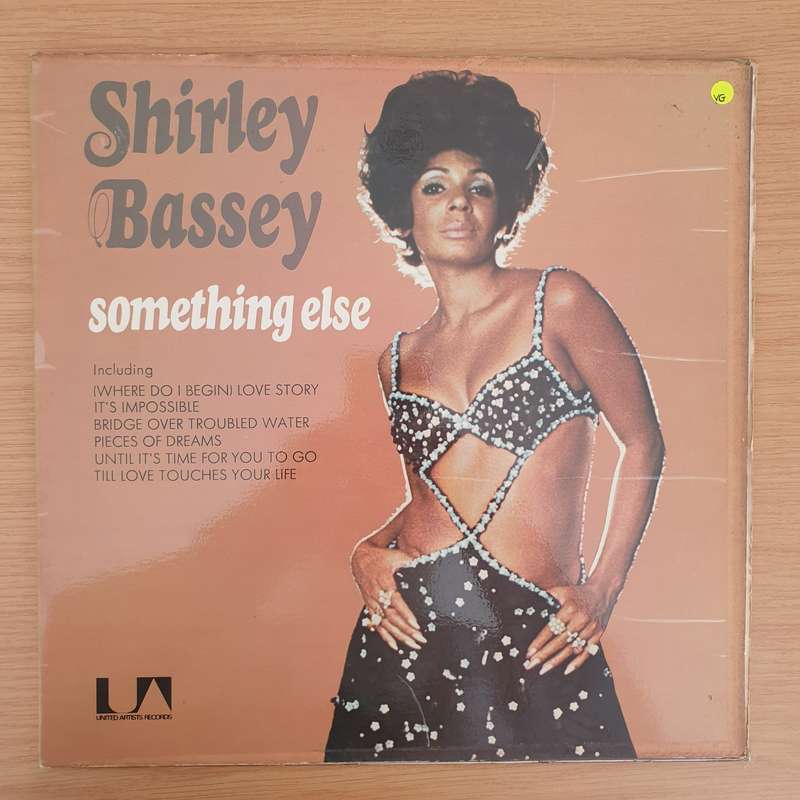 Shirley
Bassey
something else
Including
(WHERE DO I BEGIN) LOVE STORY
IT'S IMPOSSIBLE
BRIDGE OVER TROUBLED WATER
PIECES OF DREAMS
UNTIL IT'S TIME FOR YOU TO GO
TILL LOVE TOUCHES YOUR LIFE
VG
UA
UNITED ARTISTS RECORDS